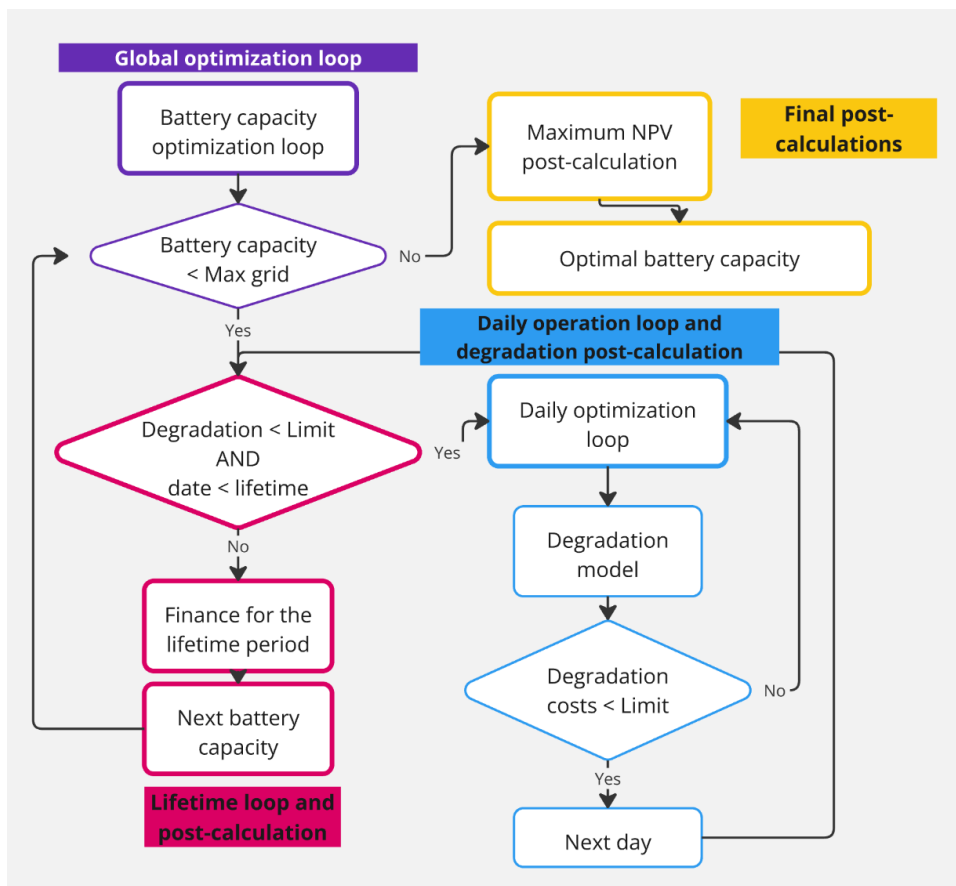 Global optimization loop
Battery capacity
optimization loop
Battery capacity
< Max grid
No
Yes
Maximum NPV
post-calculation
Final post-
calculations
Optimal battery capacity
Daily operation loop and
degradation post-calculation
Degradation < Limit
AND
date < lifetime
Yes
No
Daily optimization
loop
Degradation
model
Degradation
costs < Limit
No
Yes
Next day
Finance for the
lifetime period
Next battery
capacity
Lifetime loop and
post-calculation